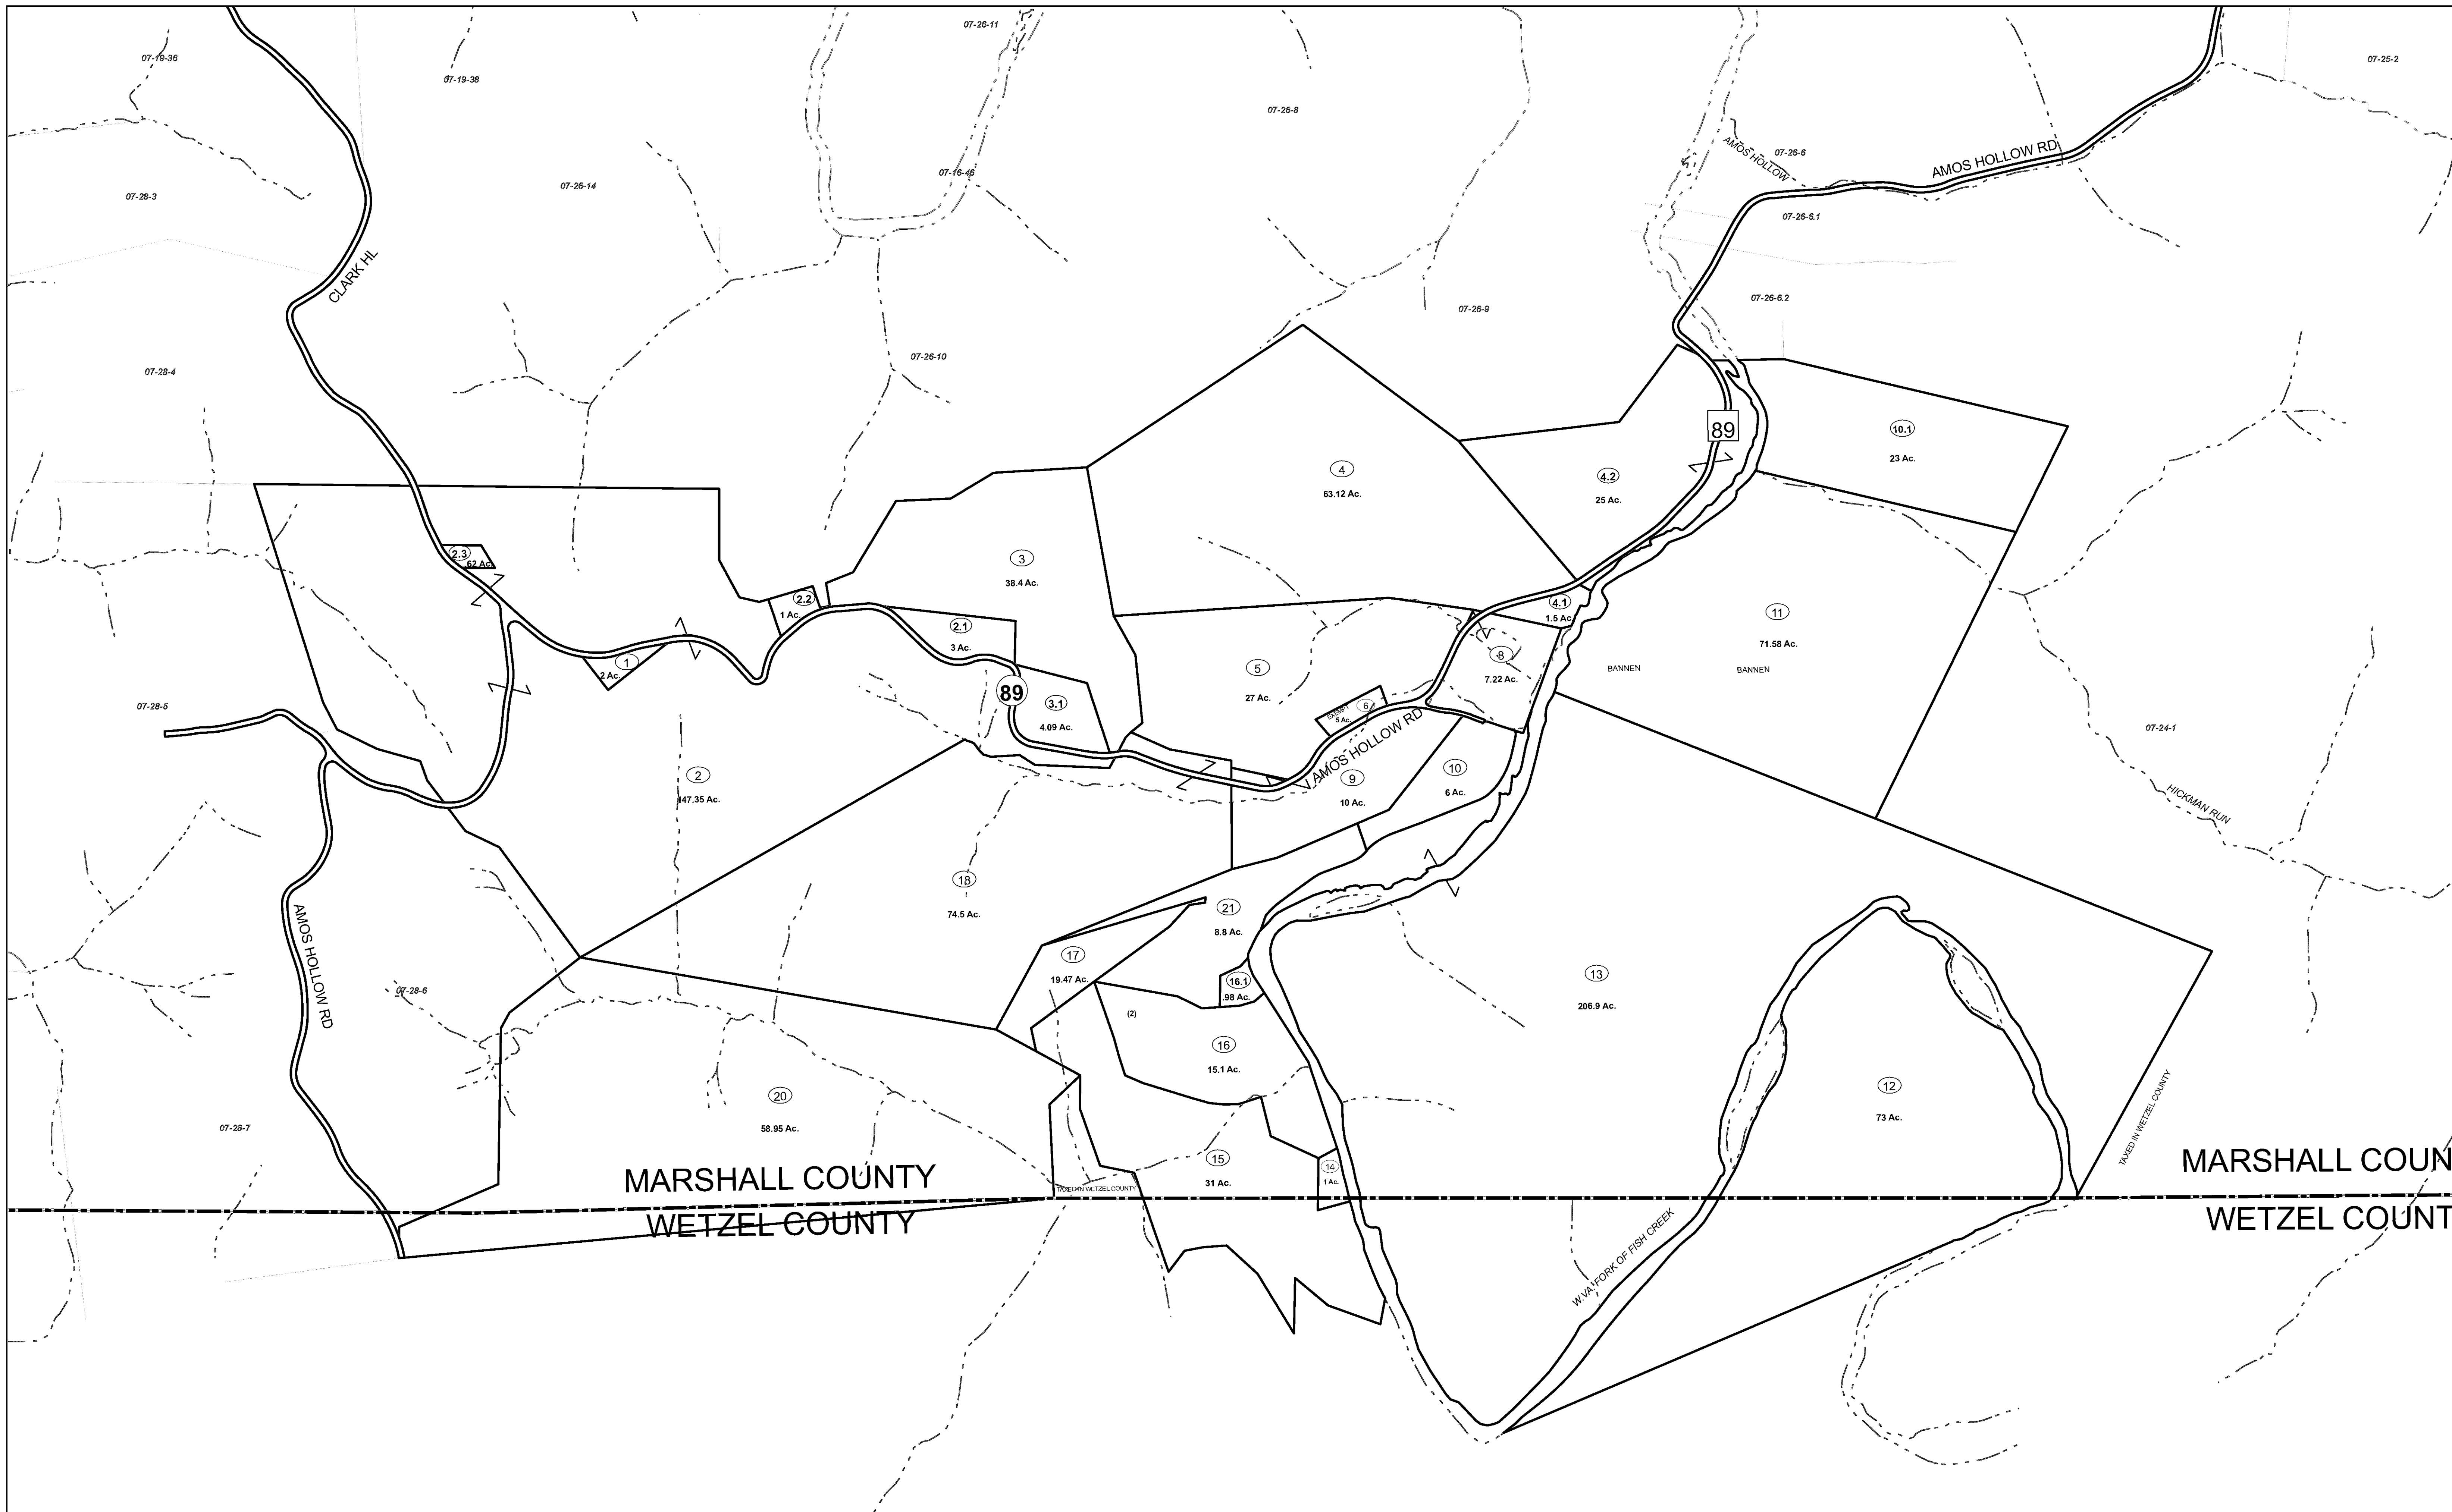 07-26-11
07-19-36
07-19-38
07-25-2
07-26-8
07-26-6
AMOS HOLLOW
AMOS HOLLOW RD
07-16-46
07-26-14
07-28-3
07-26-6.1
CLARK HL
07-26-6.2
07-26-9
07-26-10
07-28-4
89
10.1
23 Ac.
4
63.12 Ac.
4.2
25 Ac.
2.3
.62 Ac.
3
38.4 Ac.
2.2
1 Ac.
4.1
1.5 Ac.
11
71.58 Ac.
2.1
3 Ac.
1
2 Ac.
5
27 Ac.
8
7.22 Ac.
BANNEN
BANNEN
89
3.1
4.09 Ac.
6
EXEMPT
.5 Ac.
07-28-5
07-24-1
AMOS HOLLOW RD
2
147.35 Ac.
9
10 Ac.
10
6 Ac.
HICKMAN RUN
18
74.5 Ac.
21
8.8 Ac.
AMOS HOLLOW RD
17
19.47 Ac.
16.1
.98 Ac.
13
206.9 Ac.
07-28-6
(2)
16
15.1 Ac.
20
58.95 Ac.
12
73 Ac.
07-28-7
TAXED IN WETZEL COUNTY
15
31 Ac.
14
1 Ac.
MARSHALL COUNTY
TAXED IN WETZEL COUNTY
MARSHALL COUN
WETZEL COUNTY
WETZEL COUNT
W.VA. FORK OF FISH CREEK